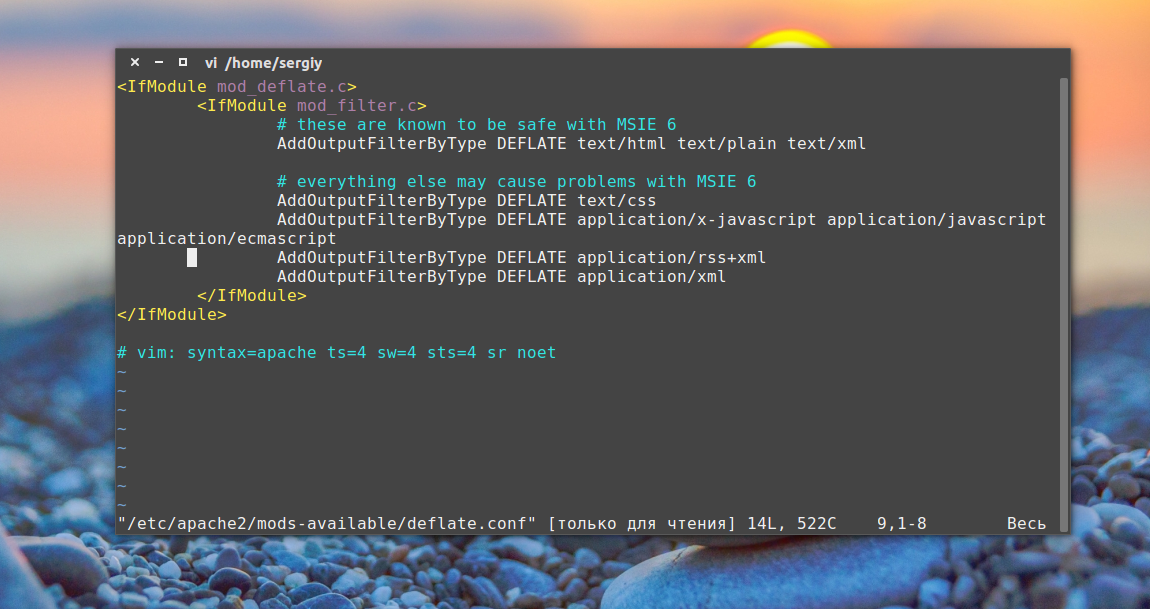 vi /home/sergiy
<IfModule mod_deflate.c>
        <IfModule mod_filter.c>
                # these are known to be safe with MSIE 6
                AddOutputFilterByType DEFLATE text/html text/plain text/xml

                # everything else may cause problems with MSIE 6
                AddOutputFilterByType DEFLATE text/css
                AddOutputFilterByType DEFLATE application/x-javascript application/javascript
application/ecmascript
                AddOutputFilterByType DEFLATE application/rss+xml
                AddOutputFilterByType DEFLATE application/xml
        </IfModule>
</IfModule>

# vim: syntax=apache ts=4 sw=4 sts=4 sr noet
~
~
~
~
~
~
~
~
"/etc/apache2/mods-available/deflate.conf" [только для чтения] 14L, 522C    9,1-8        Весь